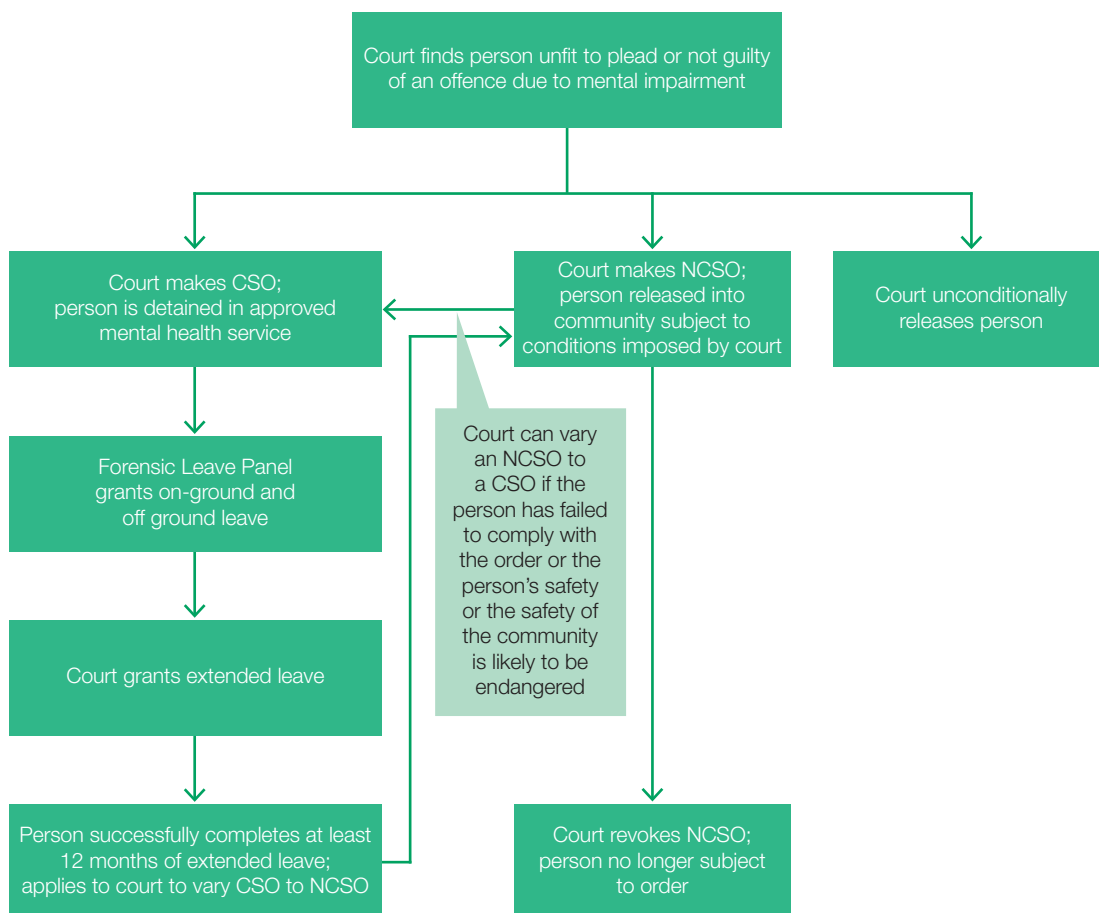 Court finds person unfit to plead or not guilty
of an offence due to mental impairment
Court makes CSO;
person is detained in approved
mental health service
Court makes NCSO;
person released into
community subject to
conditions imposed by court
Court unconditionally
releases person
Forensic Leave Panel
grants on-ground and
off ground leave
Court can vary
an NCSO to
a CSO if the
person has failed
to comply with
the order or the
person’s safety
or the safety of
the community
is likely to be
endangered
Court grants extended leave
Person successfully completes at least
12 months of extended leave;
applies to court to vary CSO to NCSO
Court revokes NCSO;
person no longer subject
to order